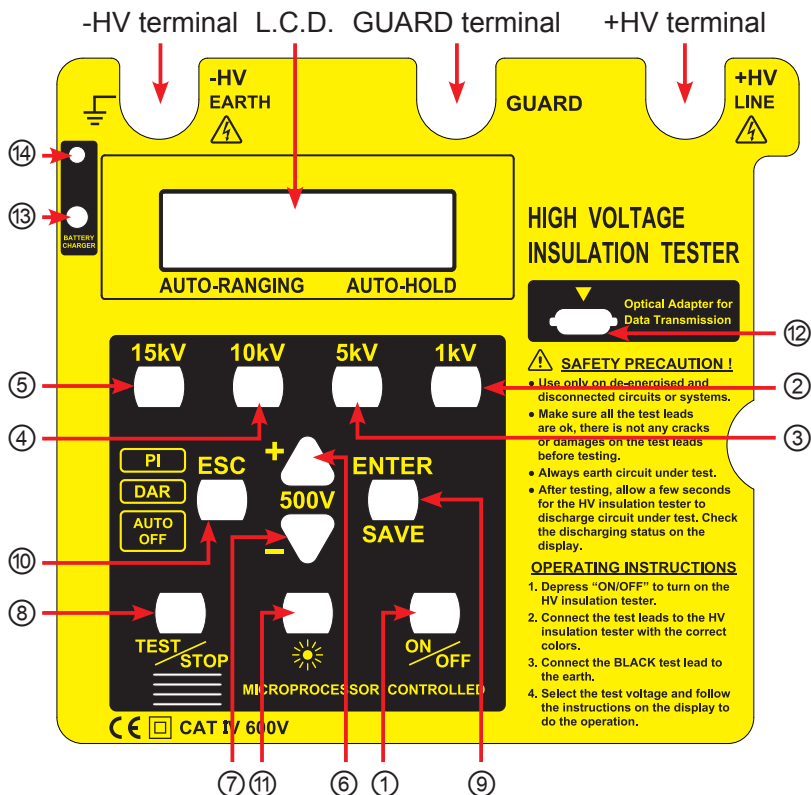 -HV terminal L.C.D. GUARD terminal +HV terminal
-HV
EARTH
GUARD
+HV
LINE
⑭
⑬
BATTERY
CHARGER
AUTO-RANGING AUTO-HOLD
HIGH VOLTAGE
INSULATION TESTER
Optical Adapter for
Data Transmission
⑫
15kV 10kV 5kV 1kV
⑤
④
②
③
PI
DAR
AUTO
OFF
ESC
+
500V
−
ENTER
SAVE
⑩
⑧
TEST
STOP
ON
OFF
MICROPROCESSOR CONTROLLED
CE CAT IV 600V
⑦ ⑪ ⑥ ① ⑨
SAFETY PRECAUTION !
• Use only on de-energised and
disconnected circuits or systems.
• Make sure all the test leads
are ok, there is not any cracks
or damages on the test leads
before testing.
• Always earth circuit under test.
• After testing, allow a few seconds
for the HV insulation tester to
discharge circuit under test. Check
the discharging status on the
display.
OPERATING INSTRUCTIONS
1. Depress “ON/OFF” to turn on the
HV insulation tester.
2. Connect the test leads to the HV
insulation tester with the correct
colors.
3. Connect the BLACK test lead to
the earth.
4. Select the test voltage and follow
the instructions on the display to
do the operation.